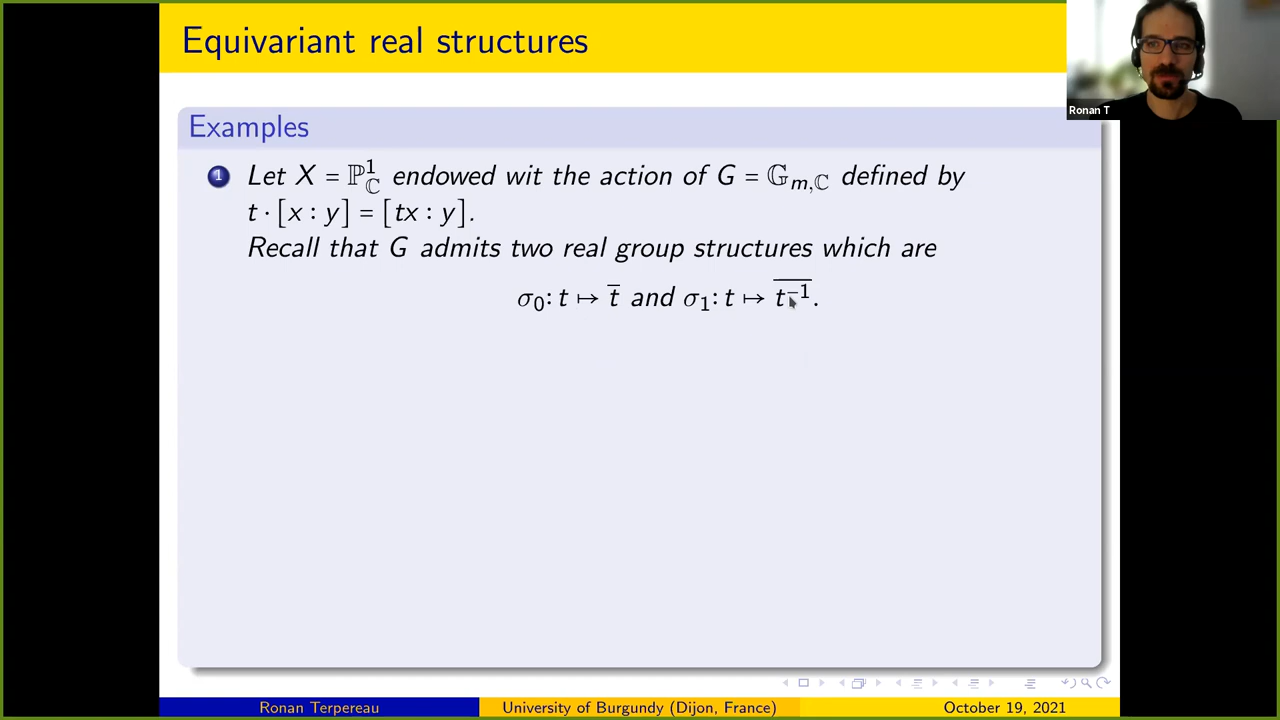 Equivariant real structures
Ronan T
Examples
1 Let X = ℙ¹_ℂ endowed wit the action of G = 𝔾_{m,ℂ} defined by
t · [x : y] = [tx : y].
Recall that G admits two real group structures which are
σ₀: t ↦ t̅ and σ₁: t ↦ \overline{t⁻¹}.
Ronan Terpereau University of Burgundy (Dijon, France) October 19, 2021